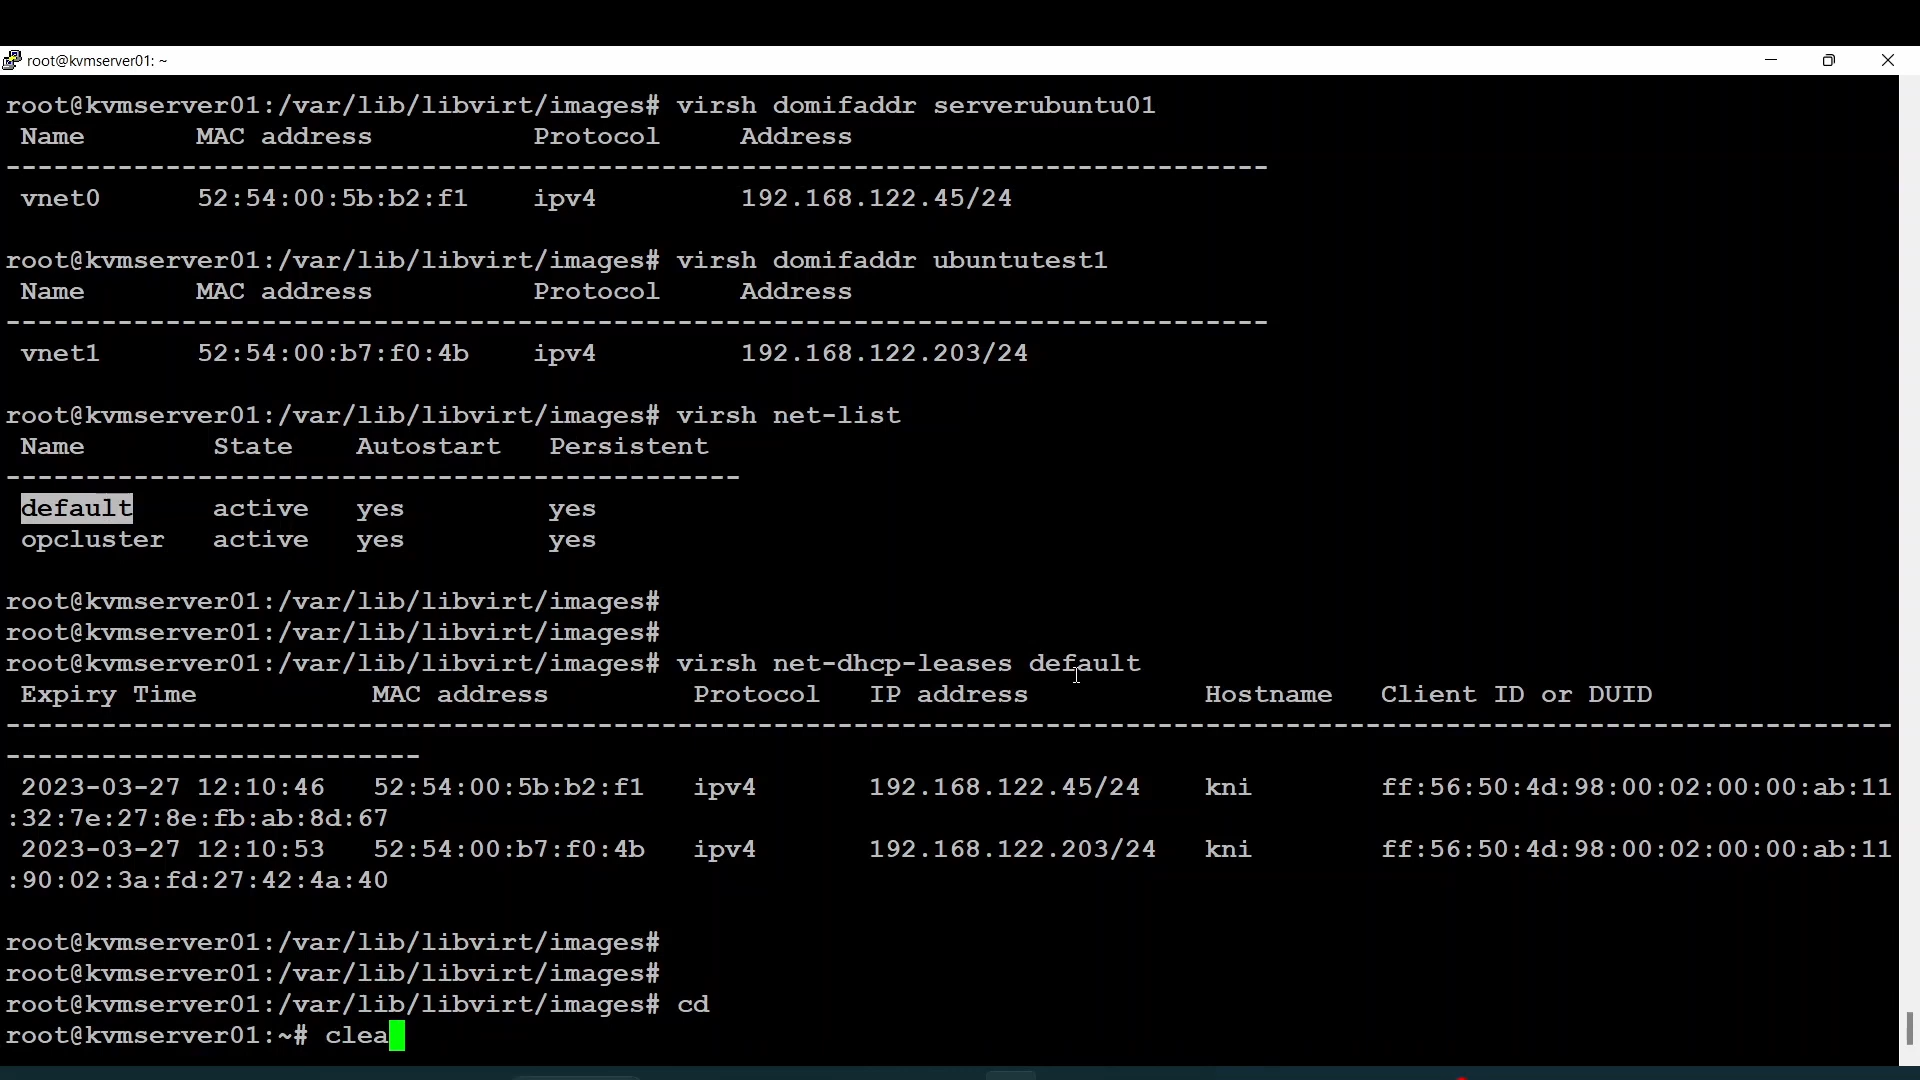 root@kvmserver01: ~
root@kvmserver01:/var/lib/libvirt/images# virsh domifaddr serverubuntu01
Name MAC address Protocol Address
-------------------------------------------------------------------------------
vnet0 52:54:00:5b:b2:f1 ipv4 192.168.122.45/24
root@kvmserver01:/var/lib/libvirt/images# virsh domifaddr ubuntutest1
Name MAC address Protocol Address
-------------------------------------------------------------------------------
vnet1 52:54:00:b7:f0:4b ipv4 192.168.122.203/24
root@kvmserver01:/var/lib/libvirt/images# virsh net-list
Name State Autostart Persistent
----------------------------------------------
default active yes yes
opcluster active yes yes
root@kvmserver01:/var/lib/libvirt/images#
root@kvmserver01:/var/lib/libvirt/images#
root@kvmserver01:/var/lib/libvirt/images# virsh net-dhcp-leases default
Expiry Time MAC address Protocol IP address Hostname Client ID or DUID
----------------------------------------------------------------------------------------------------------------------
--------------------------
2023-03-27 12:10:46 52:54:00:5b:b2:f1 ipv4 192.168.122.45/24 kni ff:56:50:4d:98:00:02:00:00:ab:11
:32:7e:27:8e:fb:ab:8d:67
2023-03-27 12:10:53 52:54:00:b7:f0:4b ipv4 192.168.122.203/24 kni ff:56:50:4d:98:00:02:00:00:ab:11
:90:02:3a:fd:27:42:4a:40
root@kvmserver01:/var/lib/libvirt/images#
root@kvmserver01:/var/lib/libvirt/images#
root@kvmserver01:/var/lib/libvirt/images# cd
root@kvmserver01:~# clea